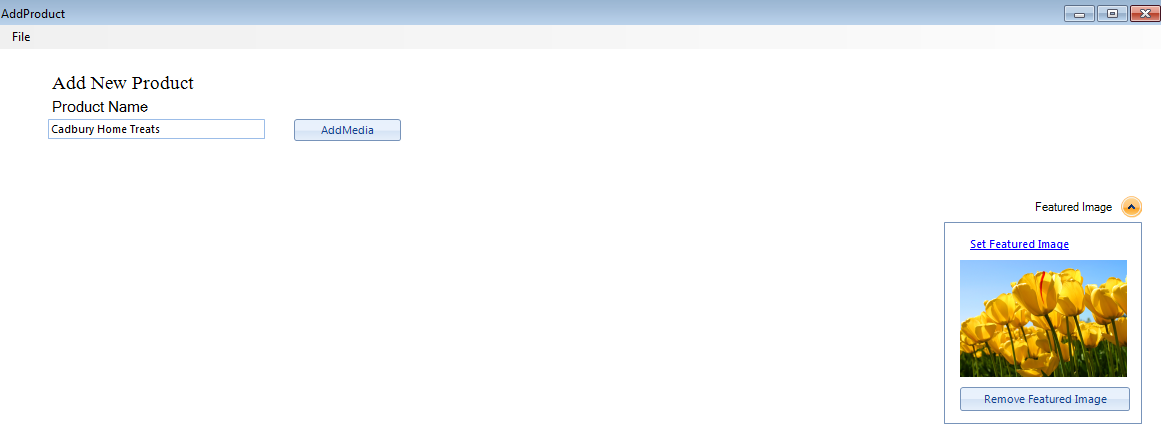 AddProduct
File
Add New Product
Product Name
Cadbury Home Treats
AddMedia
Featured Image
Set Featured Image
Remove Featured Image